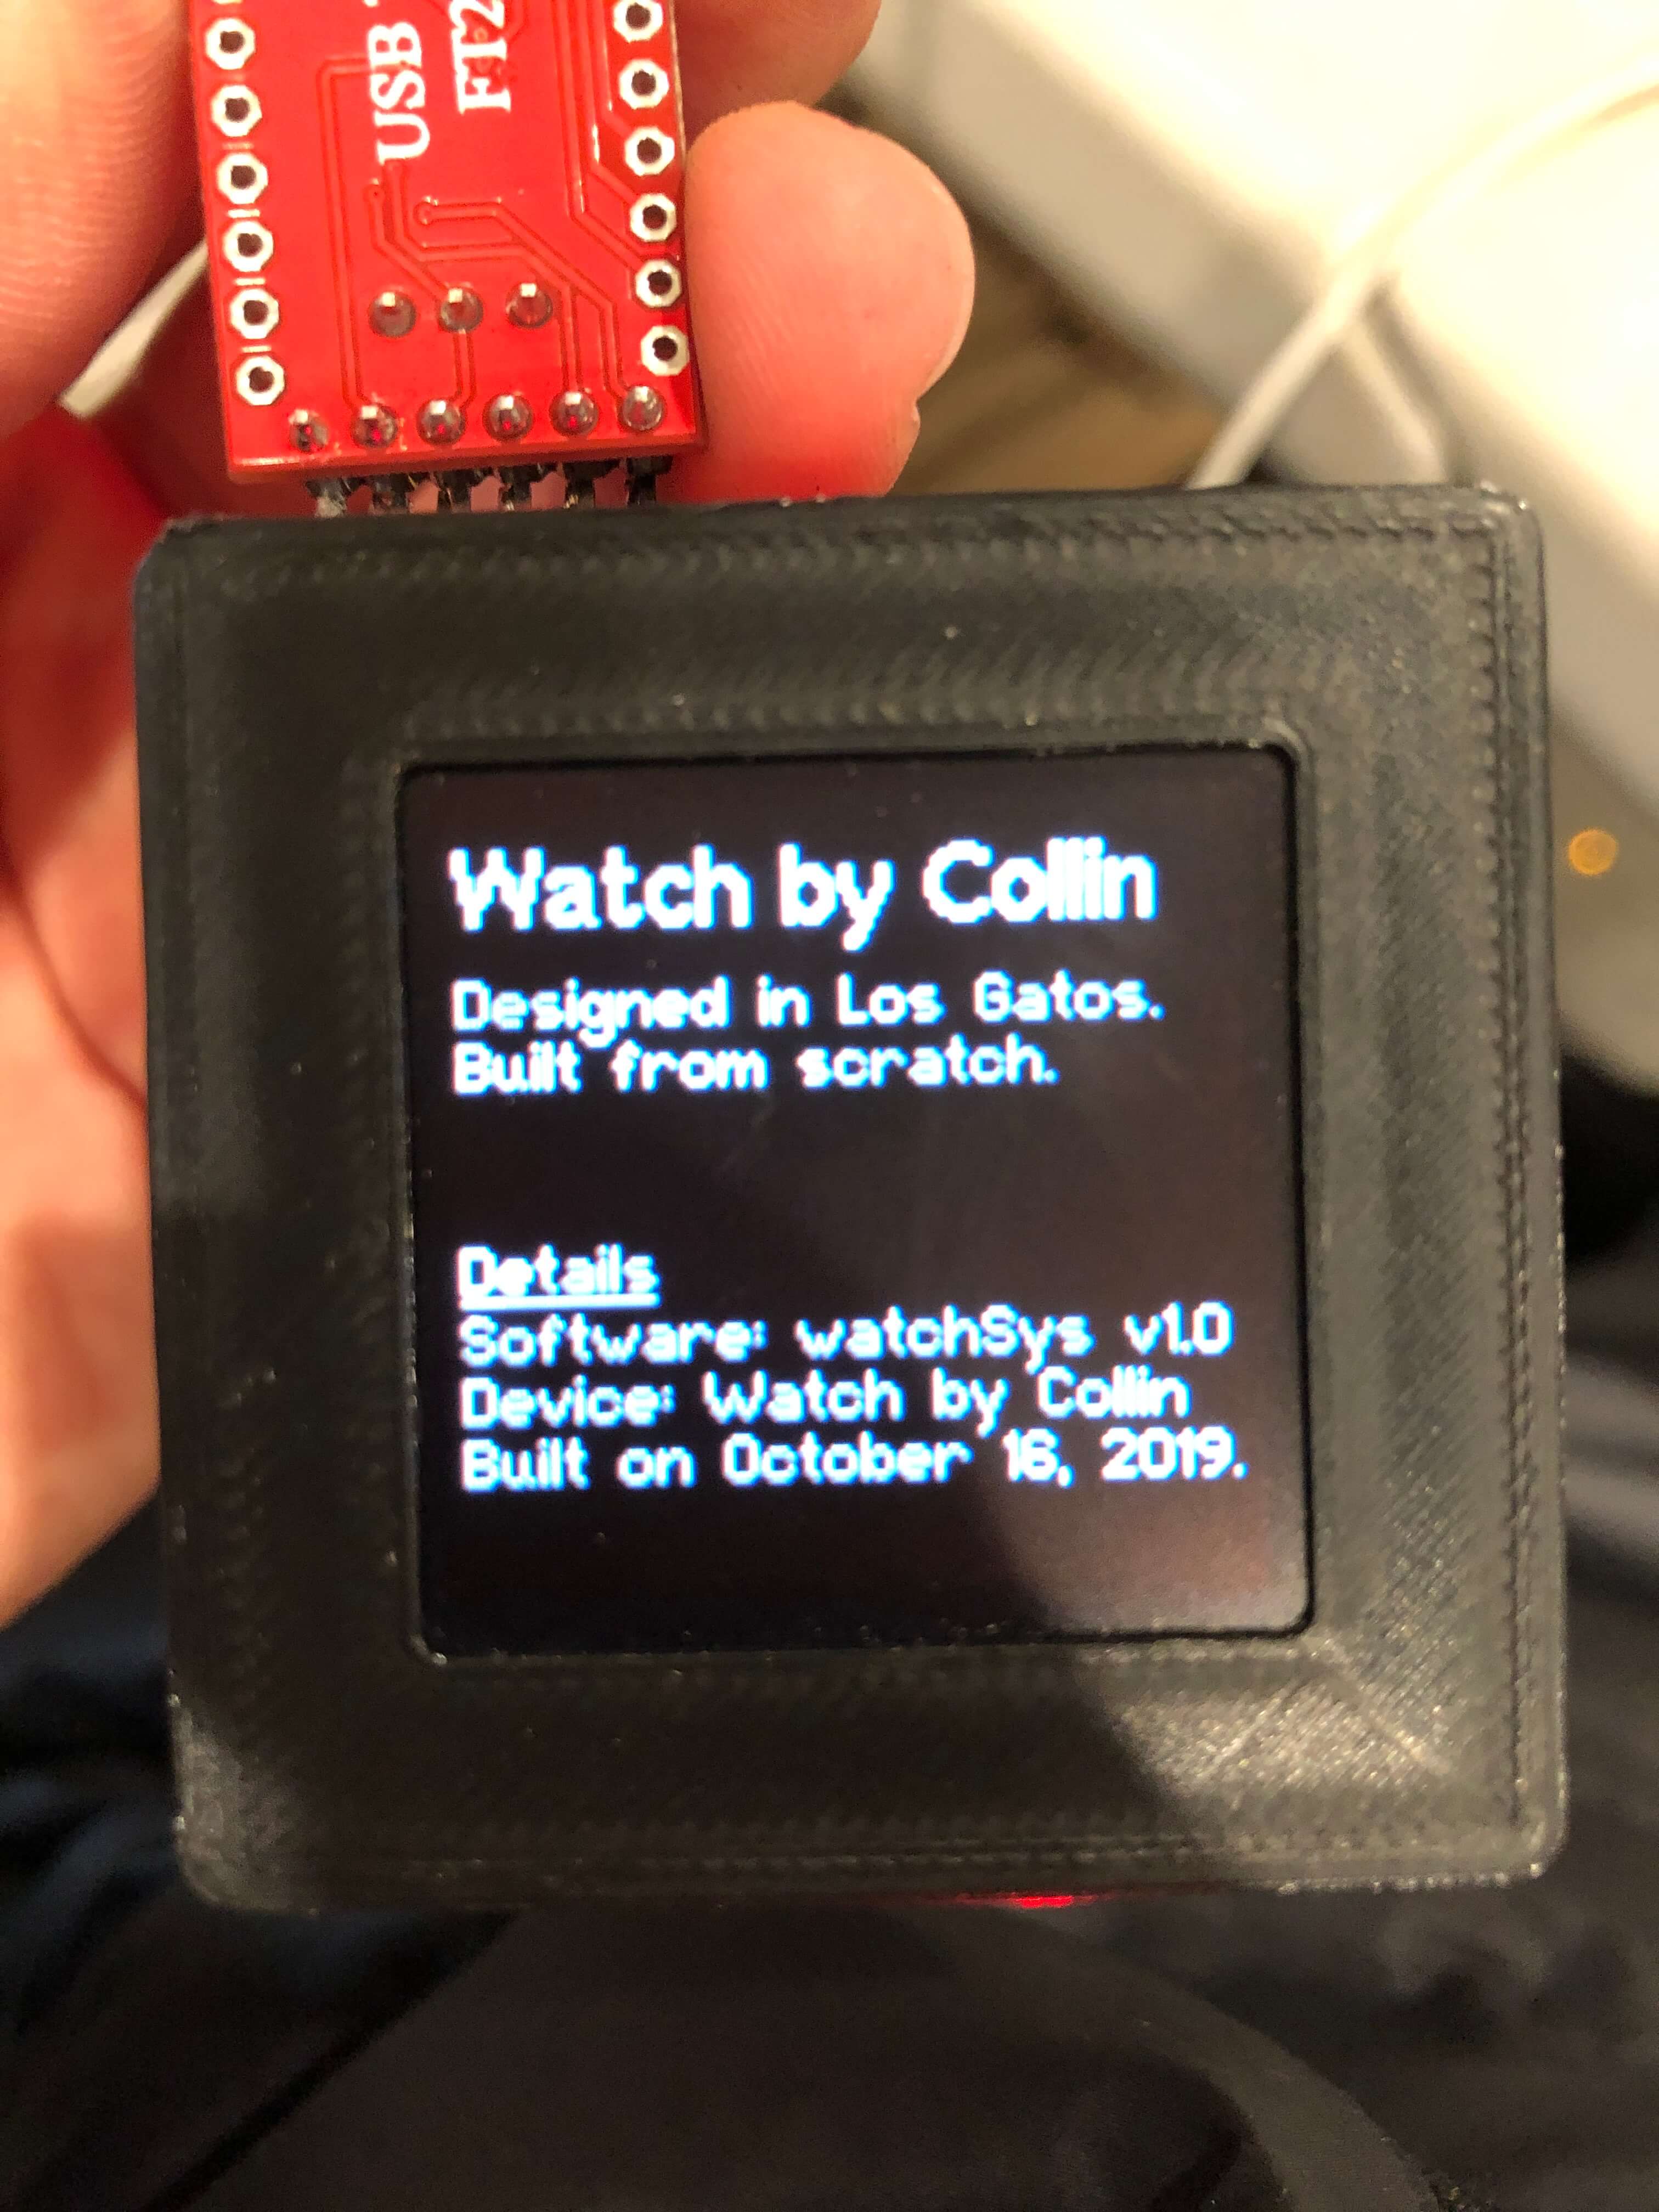 USB
FT2
Watch by Collin
Designed in Los Gatos.
Built from scratch.
Details
Software: watchSys v1.0
Device: Watch by Collin
Built on October 16, 2019.